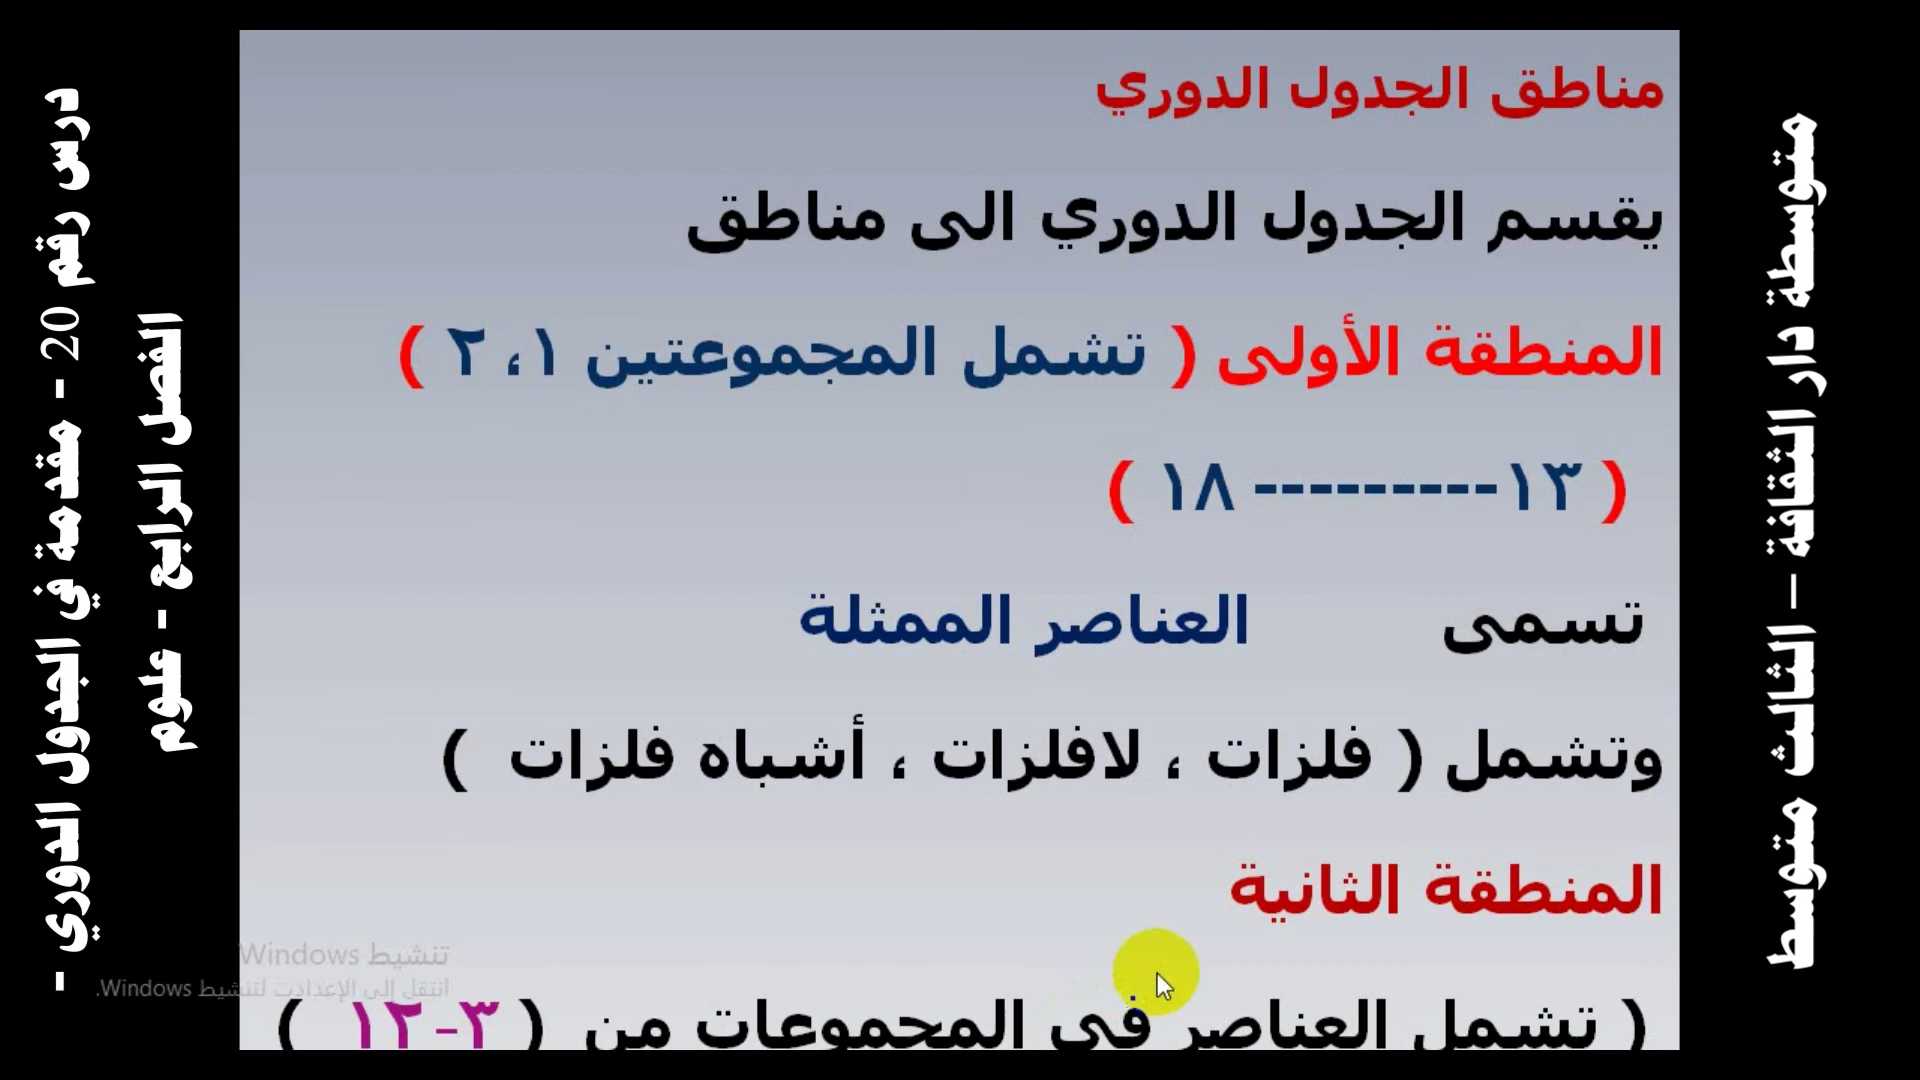 مناطق الجدول الدوري
يقسم الجدول الدوري الى مناطق
المنطقة الأولى ( تشمل المجموعتين ١، ٢ )
( ١٣---------١٨ )
تسمى العناصر الممثلة
وتشمل ( فلزات ، لافلزات ، أشباه فلزات )
المنطقة الثانية
( تشمل العناصر في المجموعات من ( ٣-١٢ )
متوسطة دار الثقافة – الثالث متوسط
درس رقم 20 - مقدمة في الجدول الدوري -
الفصل الرابع - علوم
تنشيط Windows
انتقل إلى الإعدادات لتنشيط Windows.